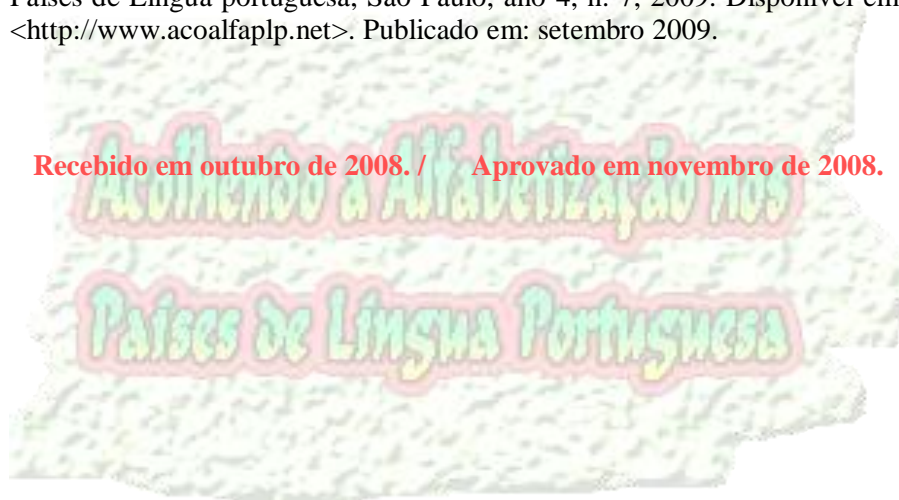 Países de Língua portuguesa, São Paulo, ano 4, n. 7, 2009. Disponível em
<http://www.acoalfaplp.net>. Publicado em: setembro 2009.
Recebido em outubro de 2008. / Aprovado em novembro de 2008.
Acolhendo a Alfabetização nos
Países de Língua Portuguesa